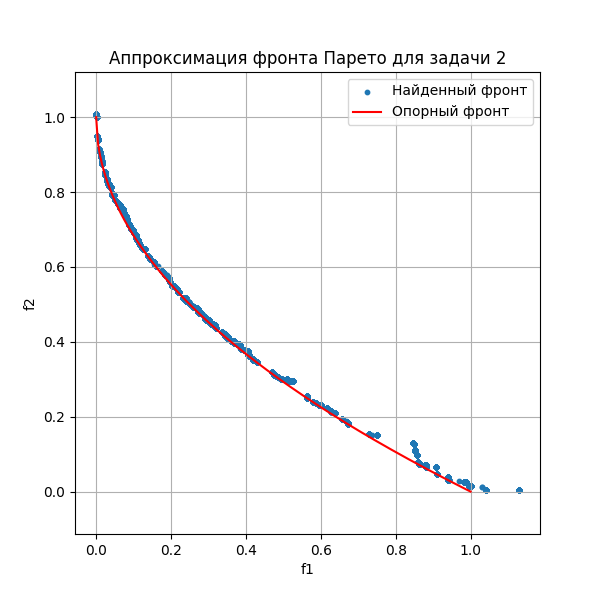 Аппроксимация фронта Парето для задачи 2
Найденный фронт
Опорный фронт
1.0
0.8
0.6
0.4
0.2
0.0
f2
0.0 0.2 0.4 0.6 0.8 1.0
f1